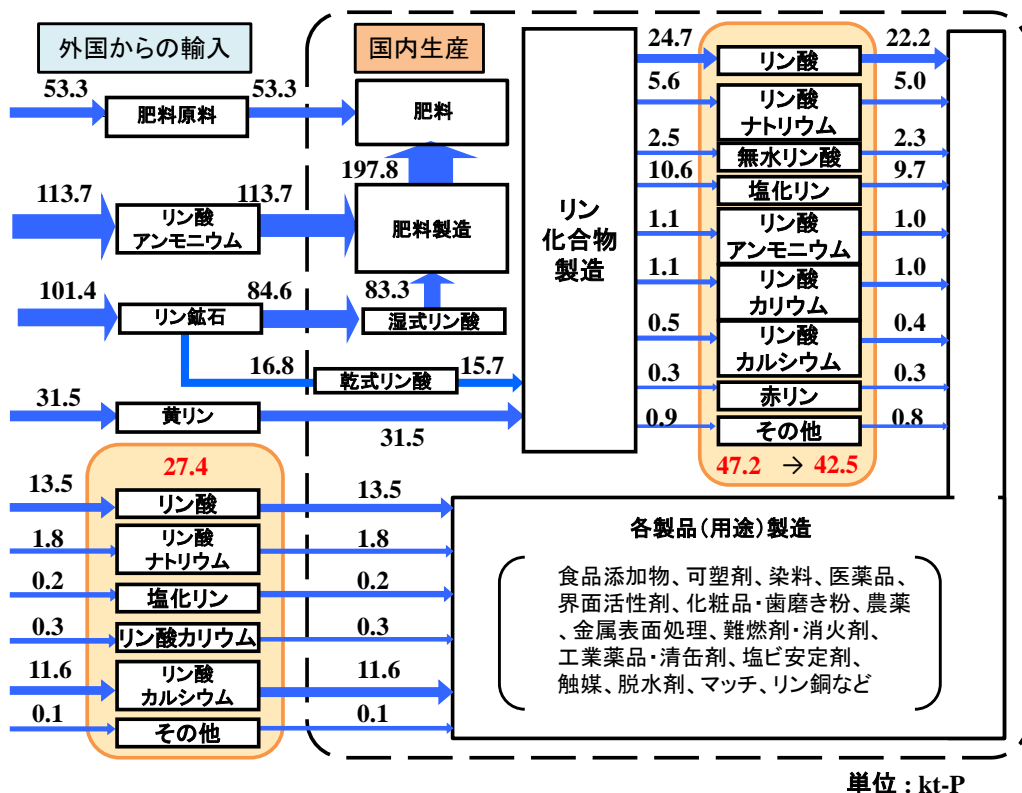 外国からの輸入
国内生産
53.3
肥料原料
53.3
肥料
197.8
113.7
リン酸
アンモニウム
113.7
肥料製造
101.4
リン鉱石
84.6
83.3
湿式リン酸
16.8
乾式リン酸
15.7
31.5
黄リン
31.5
リン
化合物
製造
24.7
リン酸
22.2
5.6
リン酸
ナトリウム
5.0
2.5
無水リン酸
2.3
10.6
塩化リン
9.7
1.1
リン酸
アンモニウム
1.0
1.1
リン酸
カリウム
1.0
0.5
リン酸
カルシウム
0.4
0.3
赤リン
0.3
0.9
その他
0.8
47.2 → 42.5
27.4
13.5
リン酸
13.5
1.8
リン酸
ナトリウム
1.8
0.2
塩化リン
0.2
0.3
リン酸カリウム
0.3
11.6
リン酸
カルシウム
11.6
0.1
その他
0.1
各製品(用途)製造
食品添加物、可塑剤、染料、医薬品、
界面活性剤、化粧品・歯磨き粉、農薬
、金属表面処理、難燃剤・消火剤、
工業薬品・清缶剤、塩ビ安定剤、
触媒、脱水剤、マッチ、リン銅など
単位 : kt-P